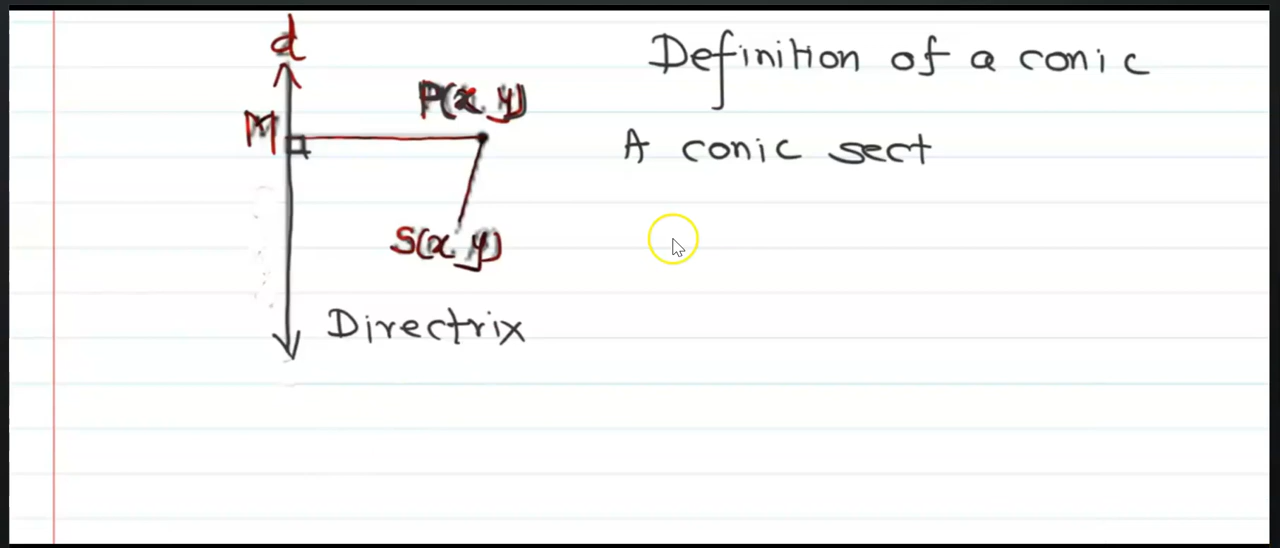 d
Definition of a conic
P(x, y)
M
A conic sect
S(x, y)
Directrix